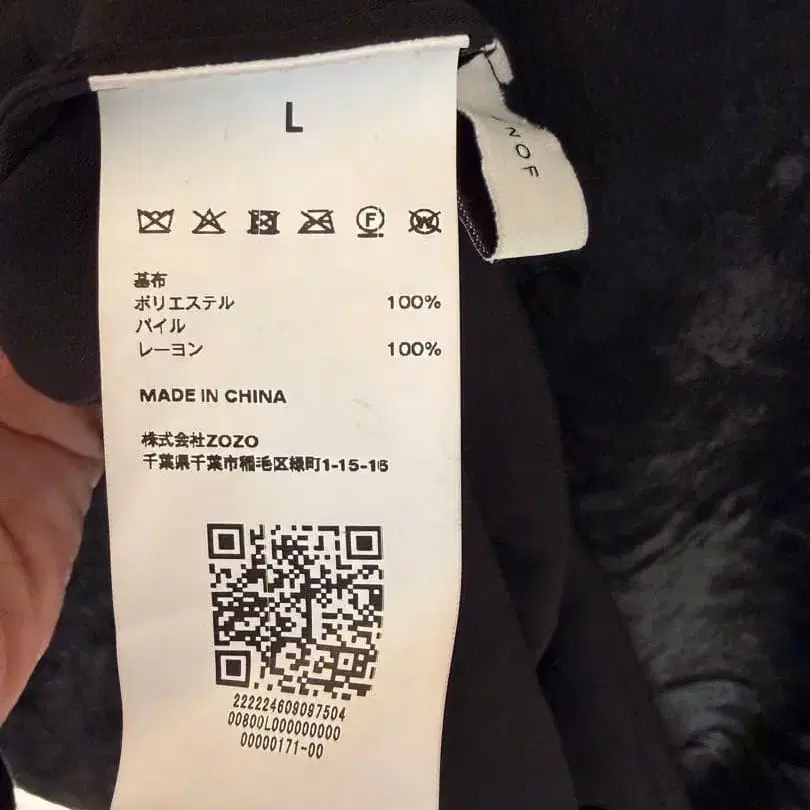 L
NOF
F
W
基布
ポリエステル 100%
パイル
レーヨン 100%
MADE IN CHINA
株式会社ZOZO
千葉県千葉市稲毛区緑町1-15-16
222224608097504
00800L000000000
00000171-00